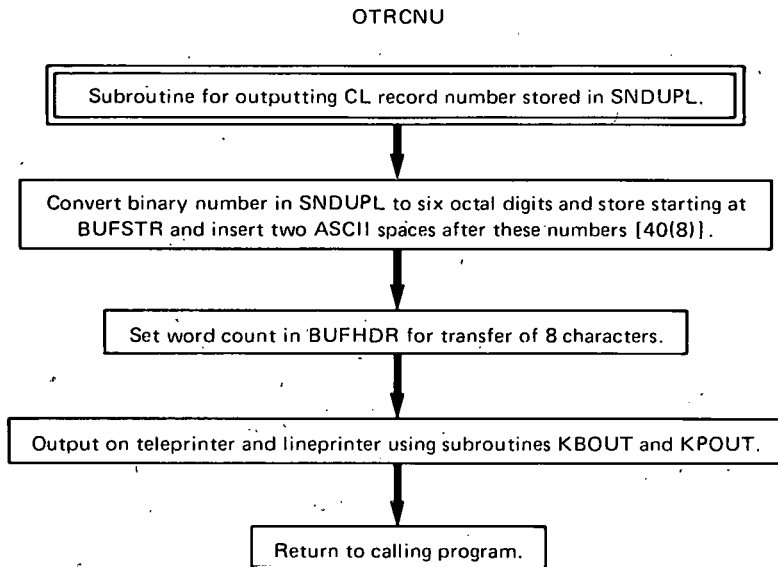 OTRCNU
Subroutine for outputting CL record number stored in SNDUPL.
Convert binary number in SNDUPL to six octal digits and store starting at
BUFSTR and insert two ASCII spaces after these numbers [40(8)].
Set word count in BUFHDR for transfer of 8 characters.
Output on teleprinter and lineprinter using subroutines KBOUT and KPOUT.
Return to calling program.